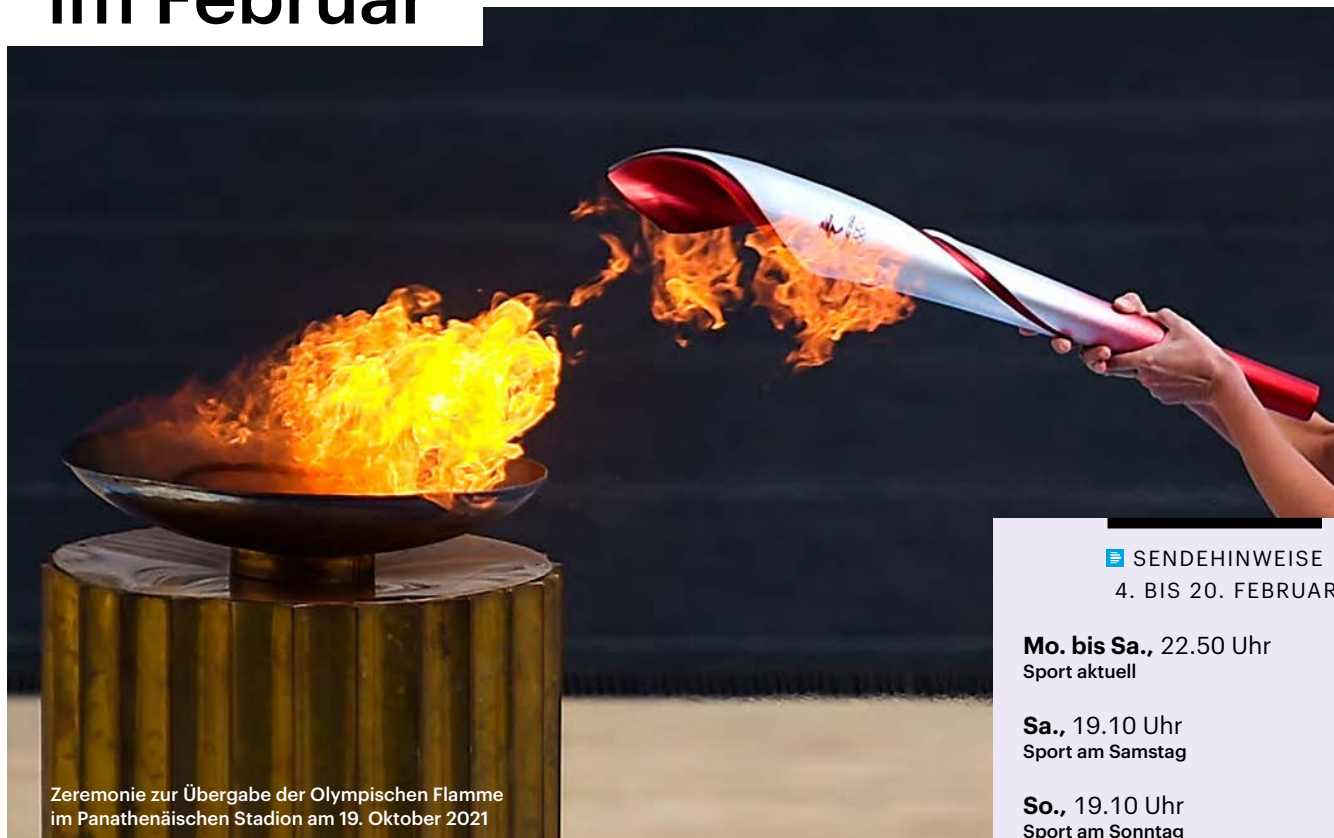 im Februar
SENDEHINWEISE
4. BIS 20. FEBRUAR
Mo. bis Sa., 22.50 Uhr
Sport aktuell
Sa., 19.10 Uhr
Sport am Samstag
So., 19.10 Uhr
Sport am Sonntag
Zeremonie zur Übergabe der Olympischen Flamme
im Panathenäischen Stadion am 19. Oktober 2021